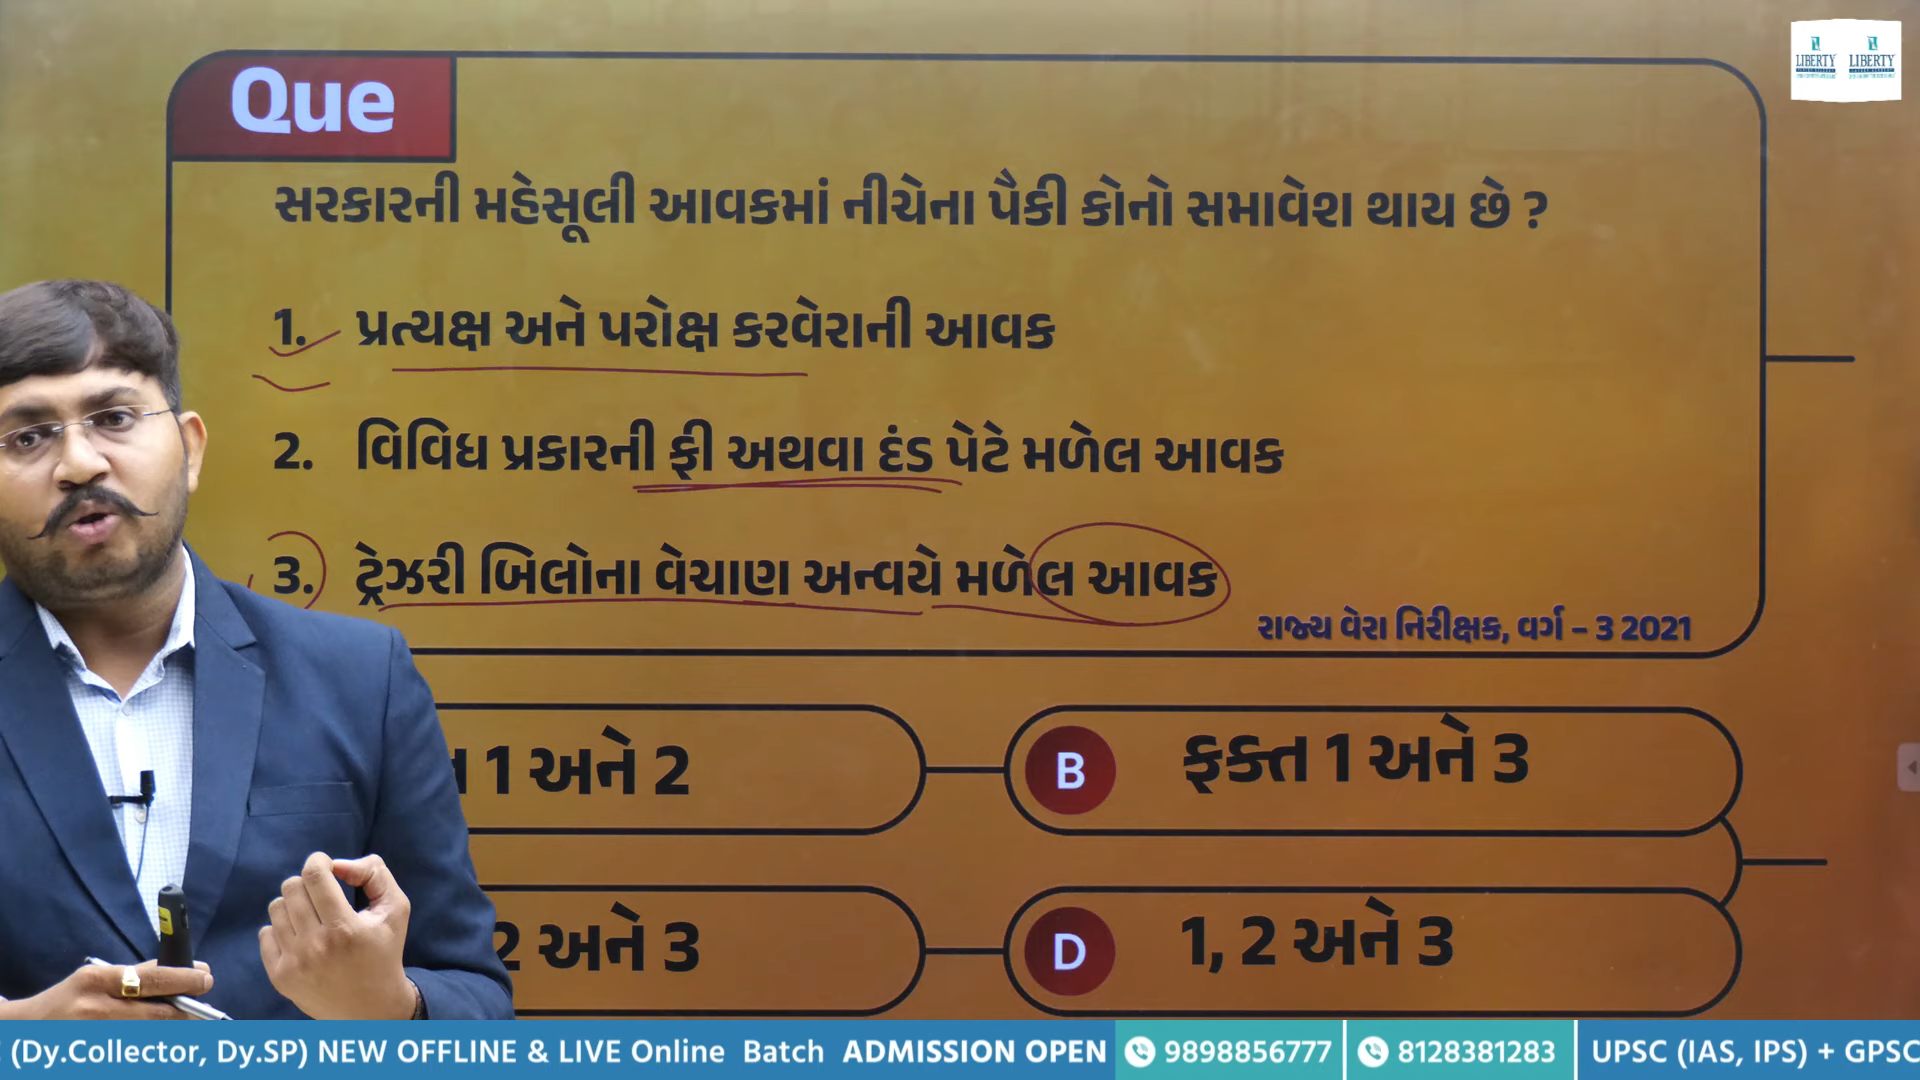 LIBERTY LIBERTY
Que
સરકારની મહેસૂલી આવકમાં નીચેના પૈકી કોનો સમાવેશ થાય છે ?
1. પ્રત્યક્ષ અને પરોક્ષ કરવેરાની આવક
2. વિવિધ પ્રકારની ફી અથવા દંડ પેટે મળેલ આવક
3. ટ્રેઝરી બિલોના વેચાણ અન્વયે મળેલ આવક
રાજ્ય વેરા નિરીક્ષક, વર્ગ – 3 2021
1 અને 2
B ફક્ત 1 અને 3
2 અને 3
D 1, 2 અને 3
(Dy.Collector, Dy.SP) NEW OFFLINE & LIVE Online Batch ADMISSION OPEN 9898856777 8128381283 UPSC (IAS, IPS) + GPSC